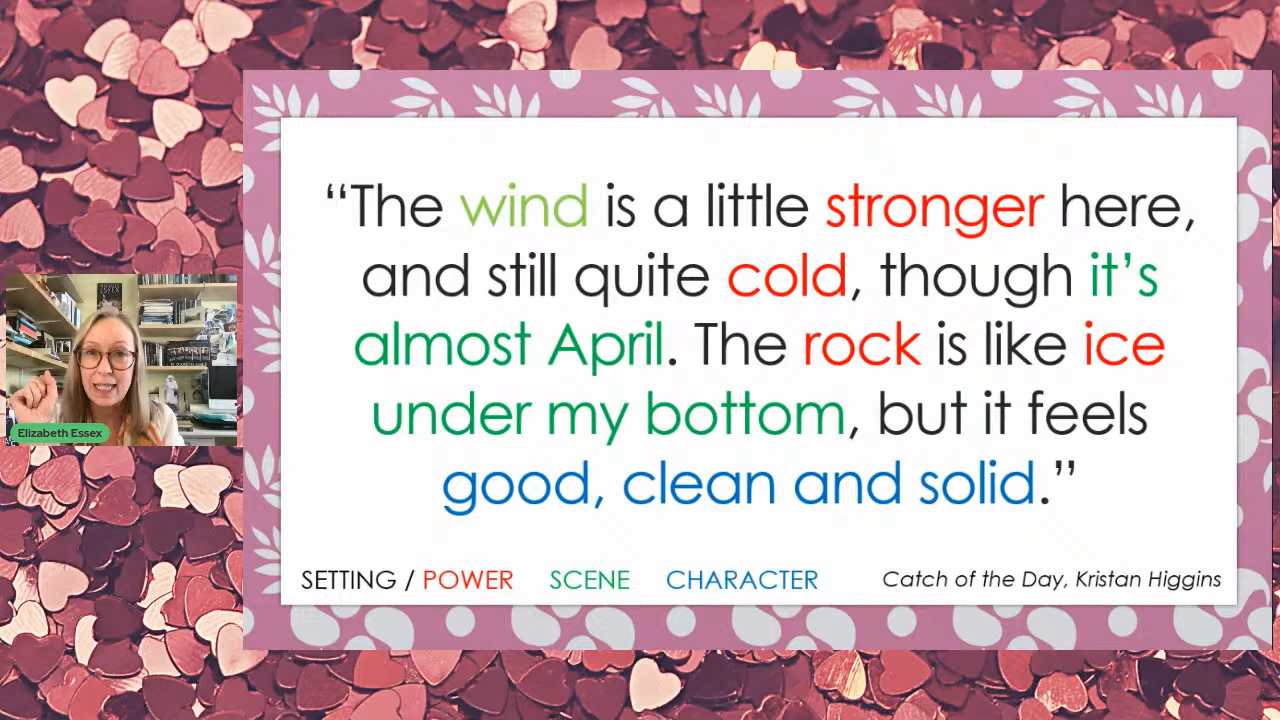 “The wind is a little stronger here,
and still quite cold, though it’s
almost April. The rock is like ice
under my bottom, but it feels
good, clean and solid.”
SETTING / POWER SCENE CHARACTER Catch of the Day, Kristan Higgins
Elizabeth Essex